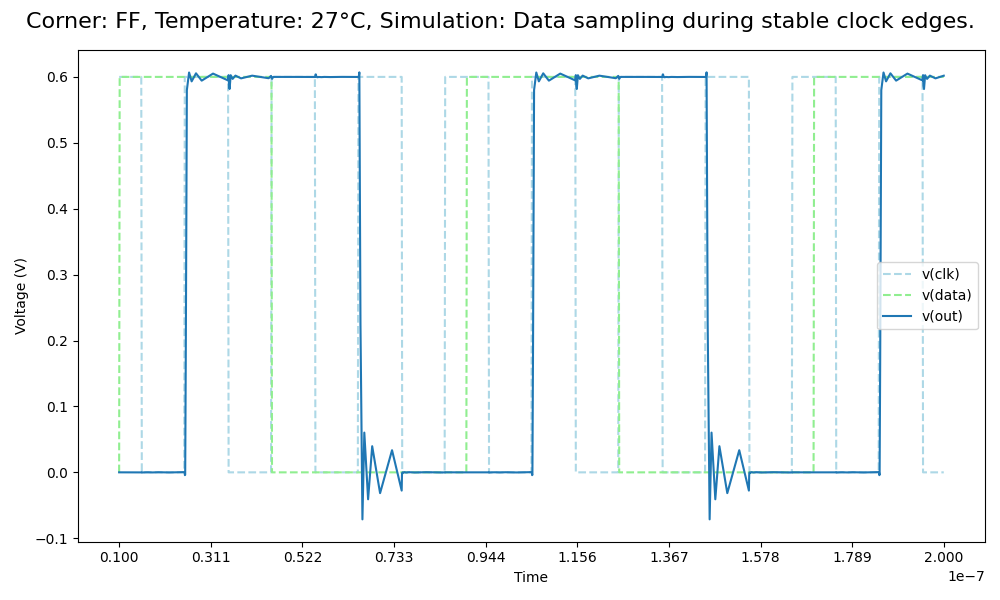 Corner: FF, Temperature: 27°C, Simulation: Data sampling during stable clock edges.
0.6
0.5
0.4
0.3
0.2
0.1
0.0
−0.1
Voltage (V)
v(clk)
v(data)
v(out)
0.100 0.311 0.522 0.733 0.944 1.156 1.367 1.578 1.789 2.000
Time
1e−7